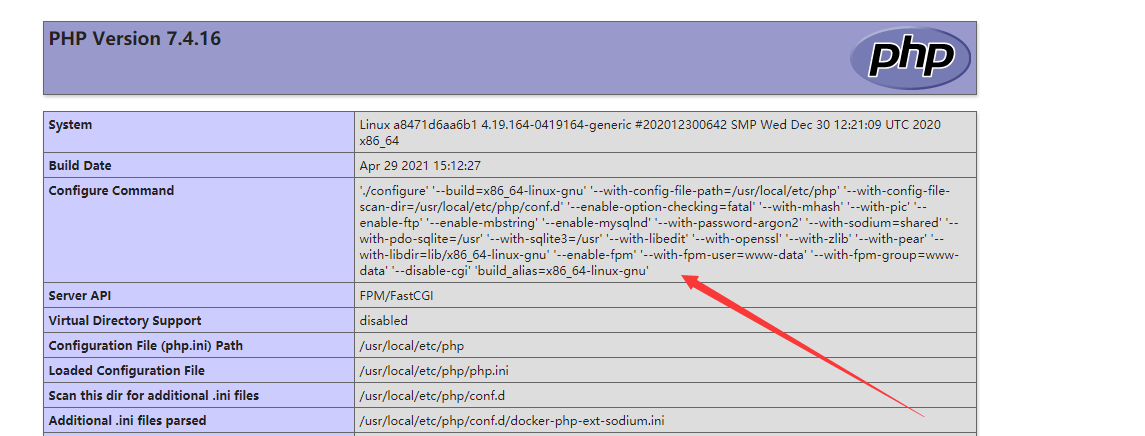 PHP Version 7.4.16
php
System
Linux a8471d6aa6b1 4.19.164-0419164-generic #202012300642 SMP Wed Dec 30 12:21:09 UTC 2020
x86_64
Build Date
Apr 29 2021 15:12:27
Configure Command
'./configure' '--build=x86_64-linux-gnu' '--with-config-file-path=/usr/local/etc/php' '--with-config-file-
scan-dir=/usr/local/etc/php/conf.d' '--enable-option-checking=fatal' '--with-mhash' '--with-pic' '--
enable-ftp' '--enable-mbstring' '--enable-mysqlnd' '--with-password-argon2' '--with-sodium=shared' '--
with-pdo-sqlite=/usr' '--with-sqlite3=/usr' '--with-libedit' '--with-openssl' '--with-zlib' '--with-pear' '--
with-libdir=lib/x86_64-linux-gnu' '--enable-fpm' '--with-fpm-user=www-data' '--with-fpm-group=www-
data' '--disable-cgi' 'build_alias=x86_64-linux-gnu'
Server API
FPM/FastCGI
Virtual Directory Support
disabled
Configuration File (php.ini) Path
/usr/local/etc/php
Loaded Configuration File
/usr/local/etc/php/php.ini
Scan this dir for additional .ini files
/usr/local/etc/php/conf.d
Additional .ini files parsed
/usr/local/etc/php/conf.d/docker-php-ext-sodium.ini